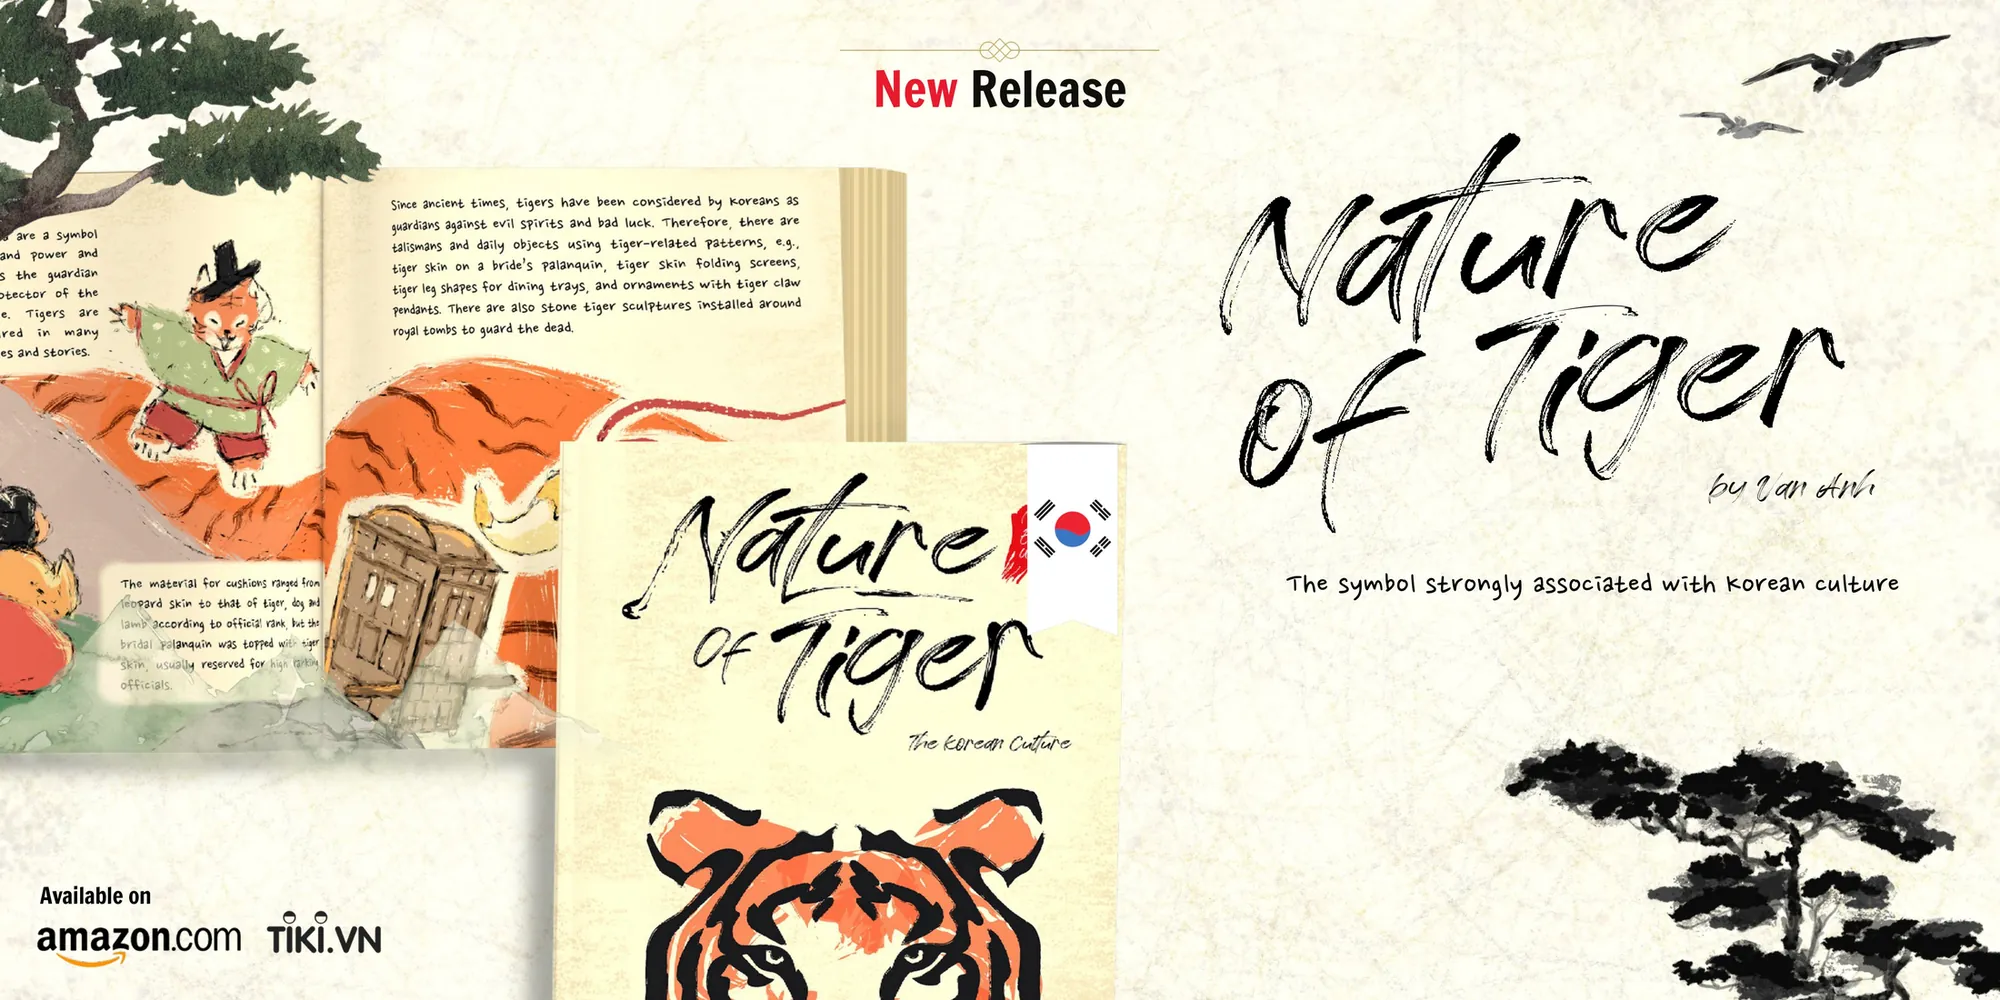 New Release
are a symbol
and power and
s the guardian
otector of the
e. Tigers are
red in many
es and stories.
Since ancient times, tigers have been considered by Koreans as
guardians against evil spirits and bad luck. Therefore, there are
talismans and daily objects using tiger-related patterns, e.g.,
tiger skin on a bride's palanquin, tiger skin folding screens,
tiger leg shapes for dining trays, and ornaments with tiger claw
pendants. There are also stone tiger sculptures installed around
royal tombs to guard the dead.
The material for cushions ranged from
leopard skin to that of tiger, dog and
lamb according to official rank, but the
bridal palanquin was topped with tiger
skin, usually reserved for high ranking
officials.
Nature
Of Tiger
The Korean Culture
Nature
Of Tiger
by Van Anh
The symbol strongly associated with Korean culture
Available on
amazon.com TIKI.VN